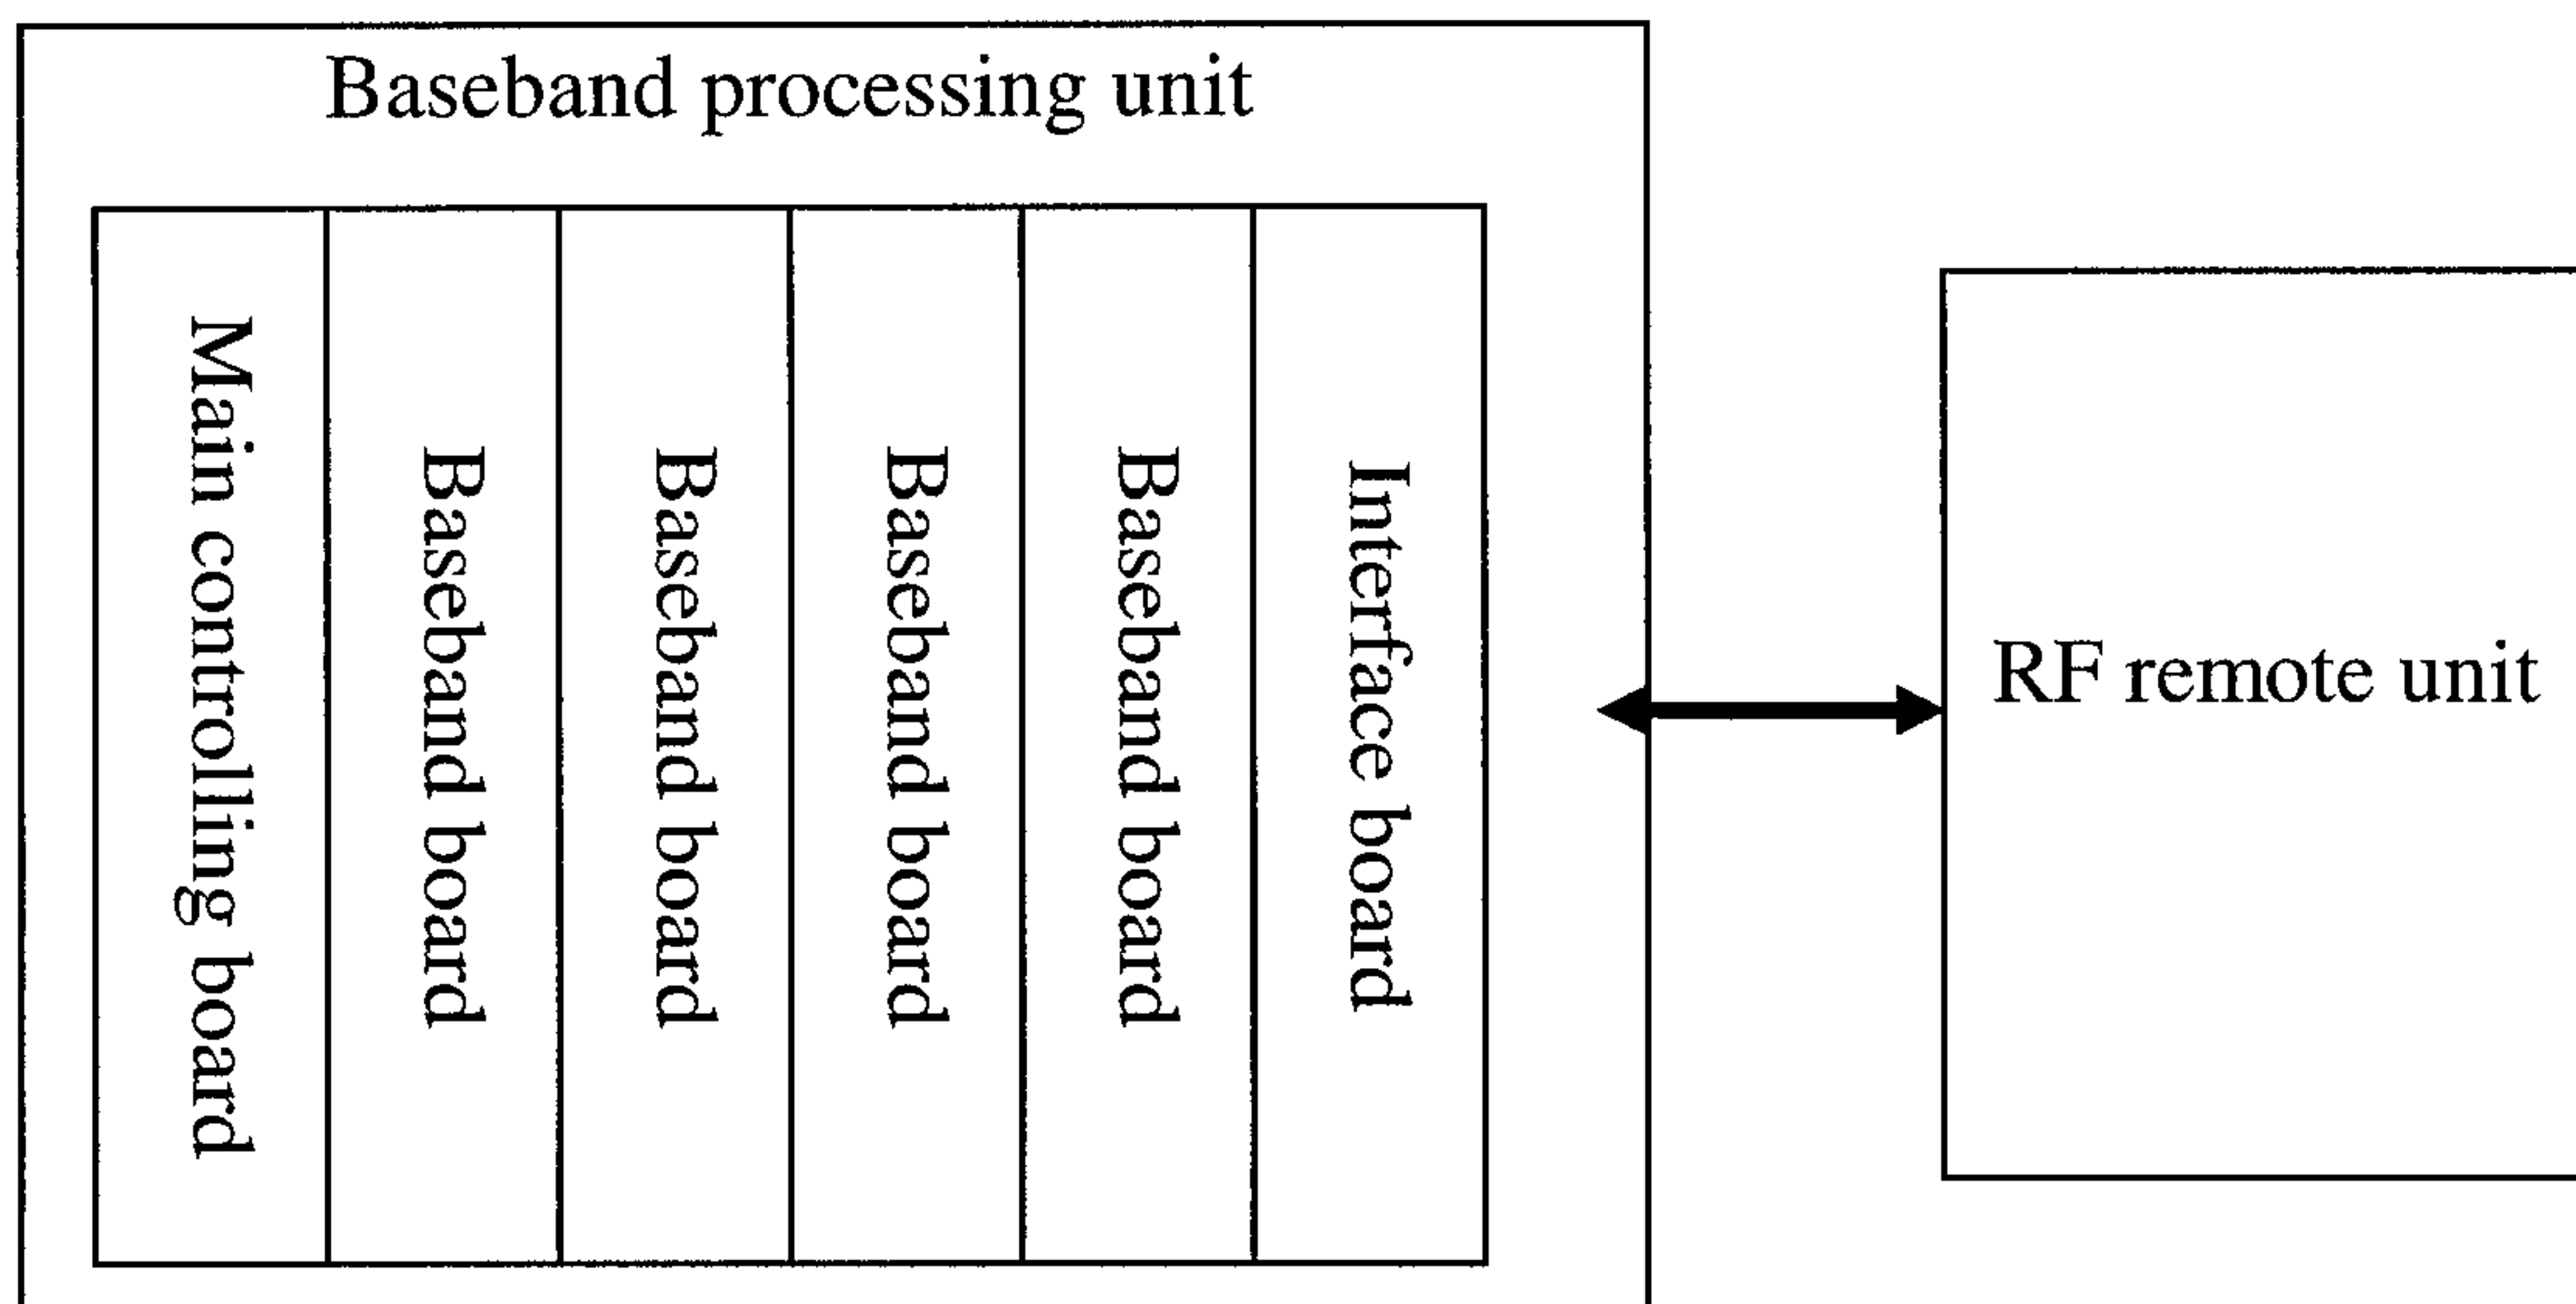 Baseband processing unit
Main controlling board
Baseband board
Baseband board
Baseband board
Baseband board
Interface board
RF remote unit